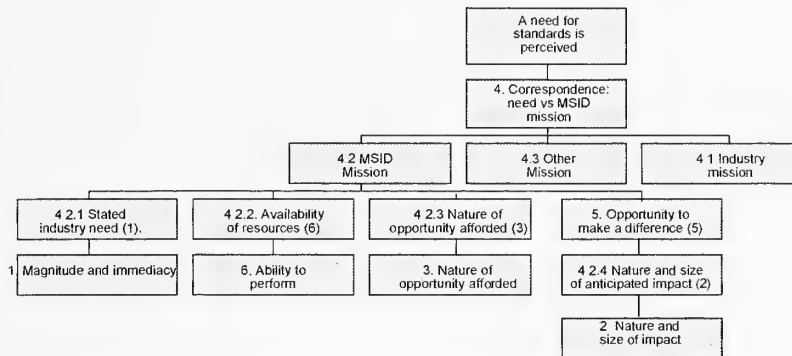 A need for
standards is
perceived
4. Correspondence:
need vs MSID
mission
4.2 MSID
Mission
4.3 Other
Mission
4 1 Industry
mission
4 2.1 Stated
industry need (1).
4.2.2. Availability
of resources (6)
4 2.3 Nature of
opportunity afforded (3)
5. Opportunity to
make a difference (5)
1. Magnitude and immediacy
6. Ability to
perform
3. Nature of
opportunity afforded
4 2.4 Nature and size
of anticipated impact (2)
2 Nature and
size of impact